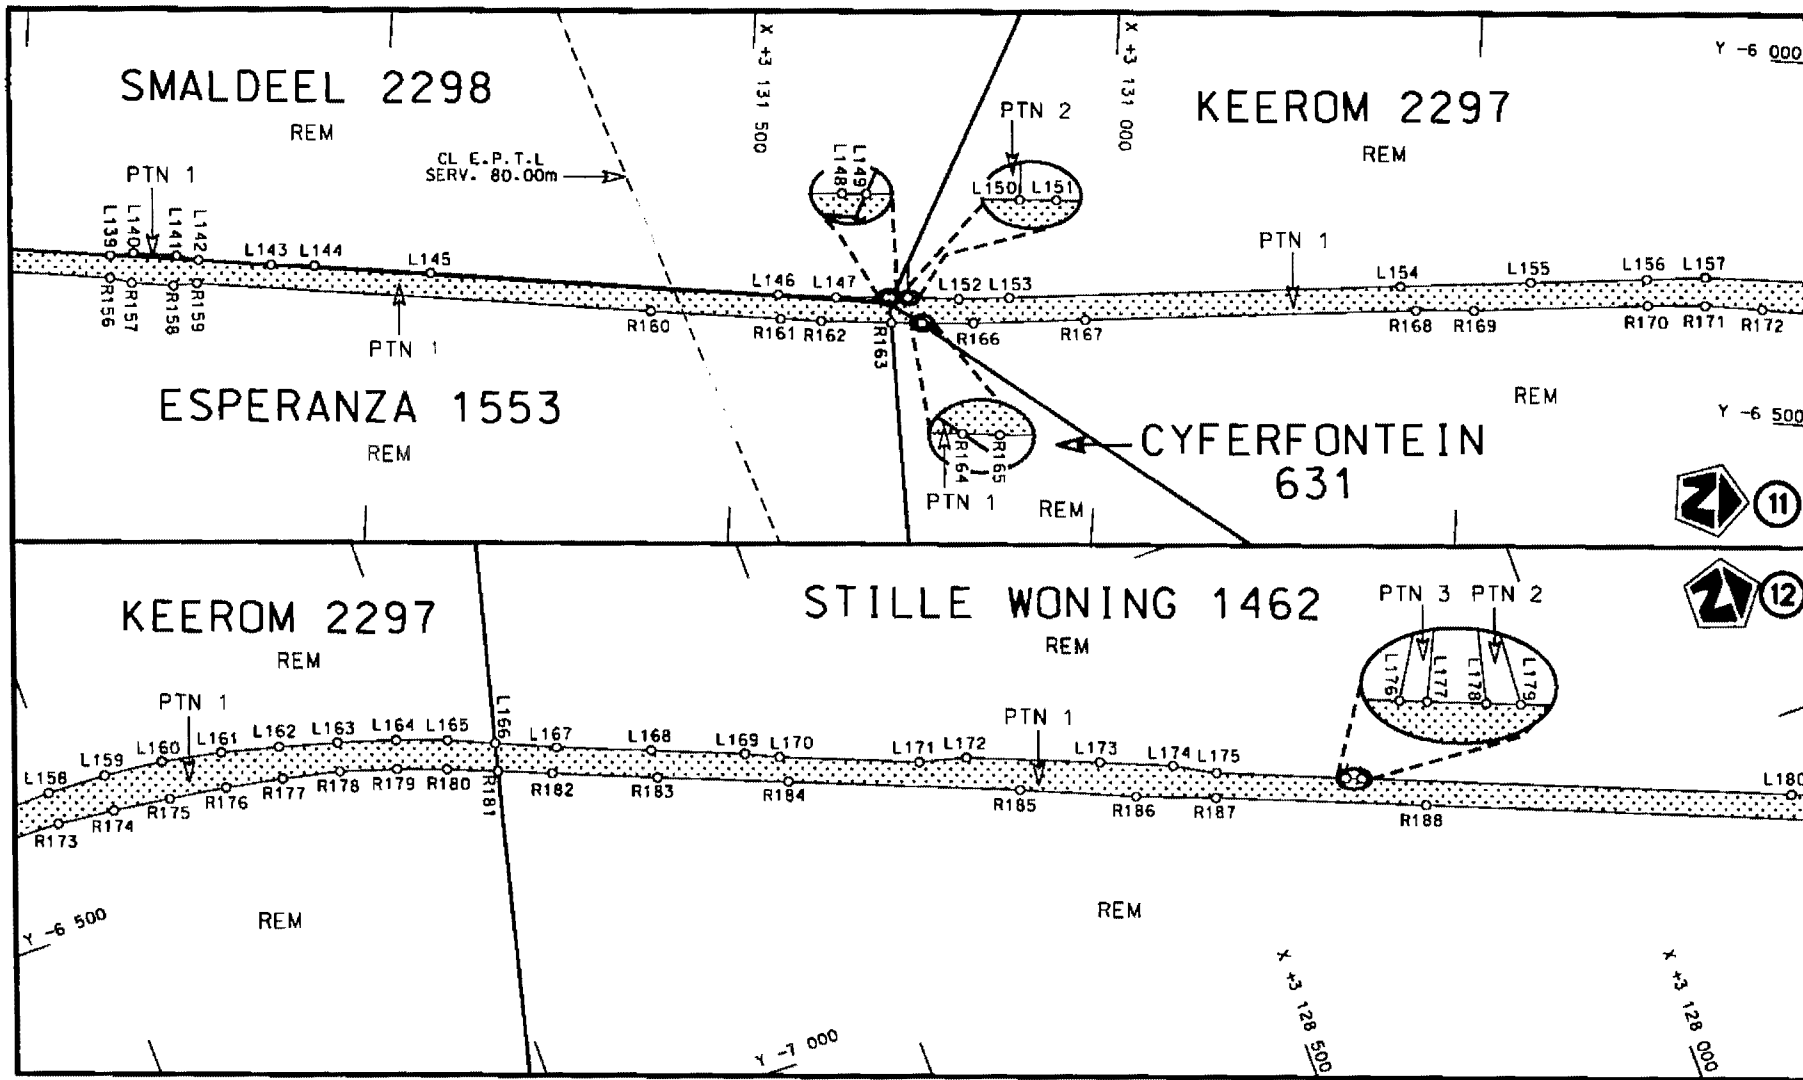 SMALDEEL 2298
REM
PTN 1
CL E.P.T.L
SERV. 80.00m
X +3 131 500
X +3 131 000
Y -6 000
KEEROM 2297
REM
PTN 2
L148
L149
L150
L151
PTN 1
L139
L140
L141
L142
L143
L144
L145
L146
L147
L152
L153
L154
L155
L156
L157
R156
R157
R158
R159
R160
R161
R162
R163
R166
R167
R168
R169
R170
R171
R172
PTN 1
ESPERANZA 1553
REM
R164
R165
PTN 1
REM
CYFERFONTEIN
631
REM
Y -6 500
11
KEEROM 2297
REM
PTN 1
STILLE WONING 1462
REM
PTN 3
PTN 2
12
L176
L177
L178
L179
PTN 1
L158
L159
L160
L161
L162
L163
L164
L165
L166
L167
L168
L169
L170
L171
L172
L173
L174
L175
L180
R173
R174
R175
R176
R177
R178
R179
R180
R181
R182
R183
R184
R185
R186
R187
R188
REM
REM
Y -6 500
Y -7 000
X +3 128 500
X +3 128 000